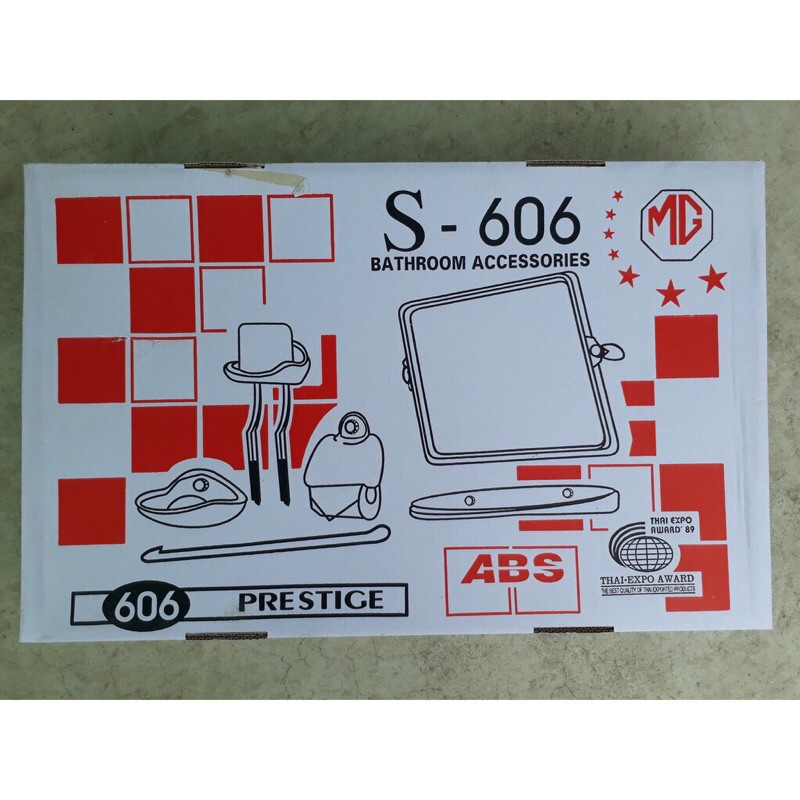 S - 606
BATHROOM ACCESSORIES
MG
THAI EXPO
AWARD' 89
THAI-EXPO AWARD
THE BEST QUALITY OF THAI EXPORTED PRODUCTS
ABS
606 PRESTIGE